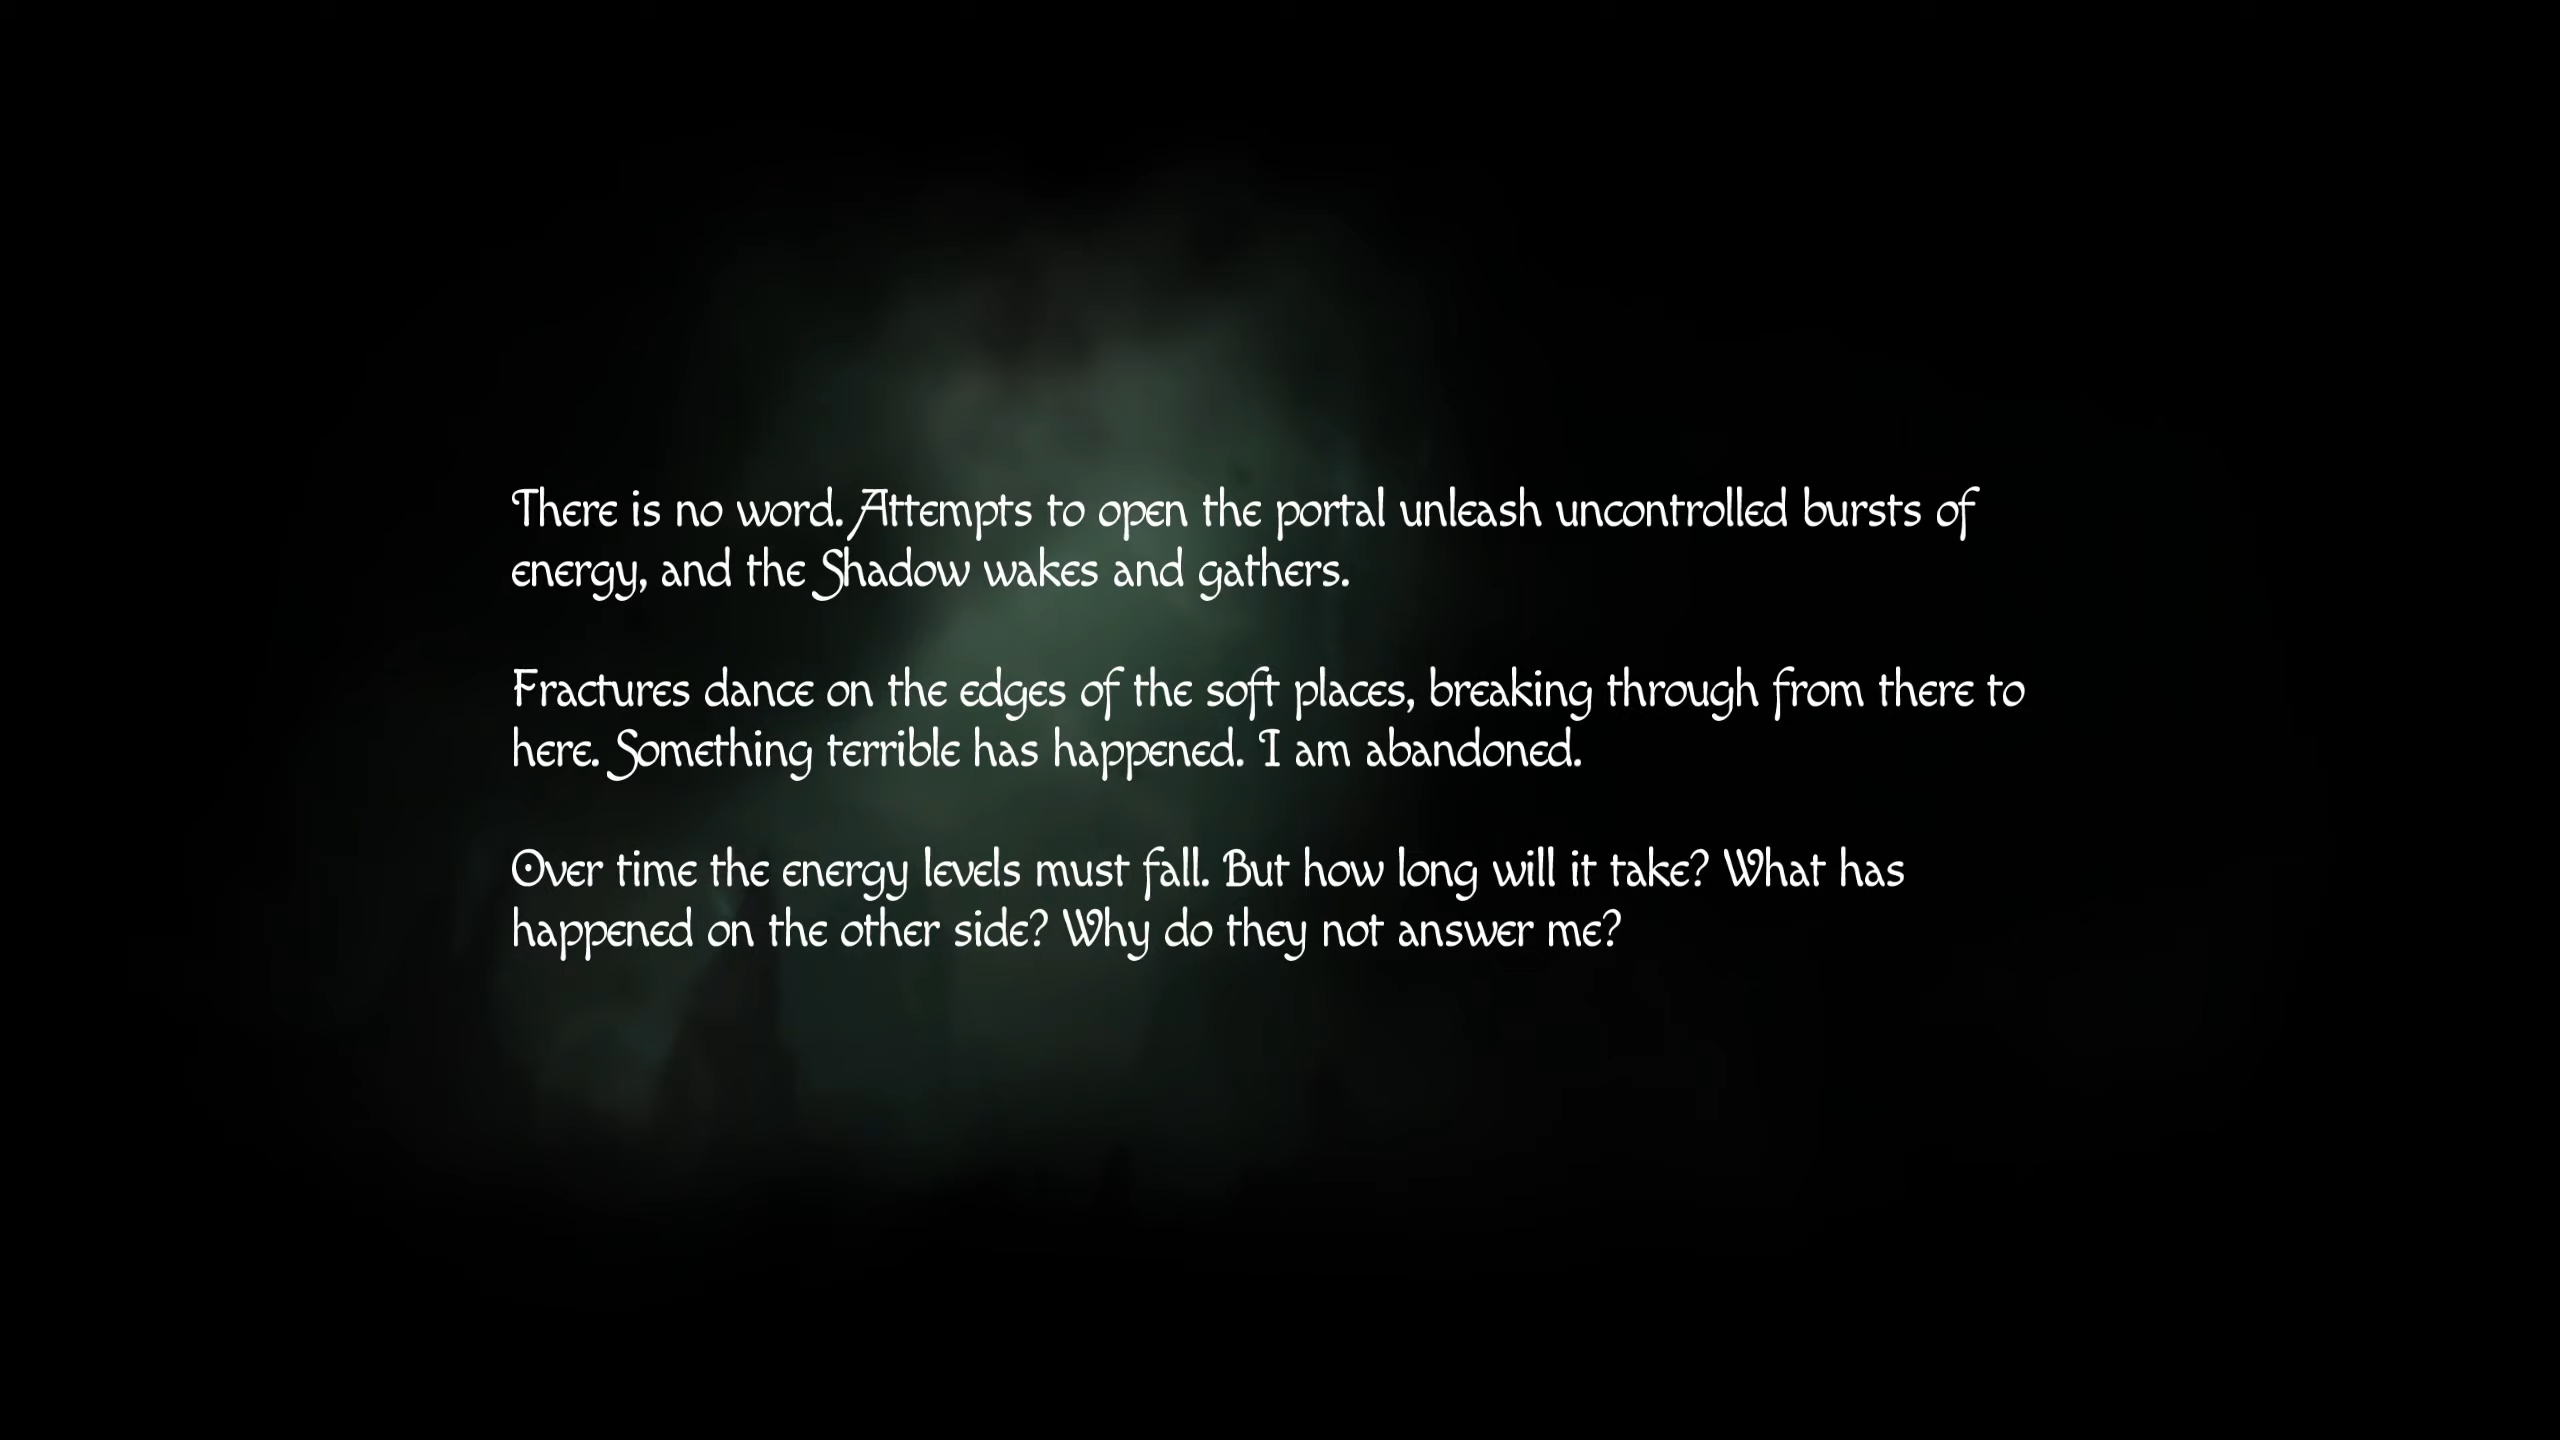 There is no word. Attempts to open the portal unleash uncontrolled bursts of
energy, and the Shadow wakes and gathers.
Fractures dance on the edges of the soft places, breaking through from there to
here. Something terrible has happened. I am abandoned.
Over time the energy levels must fall. But how long will it take? What has
happened on the other side? Why do they not answer me?